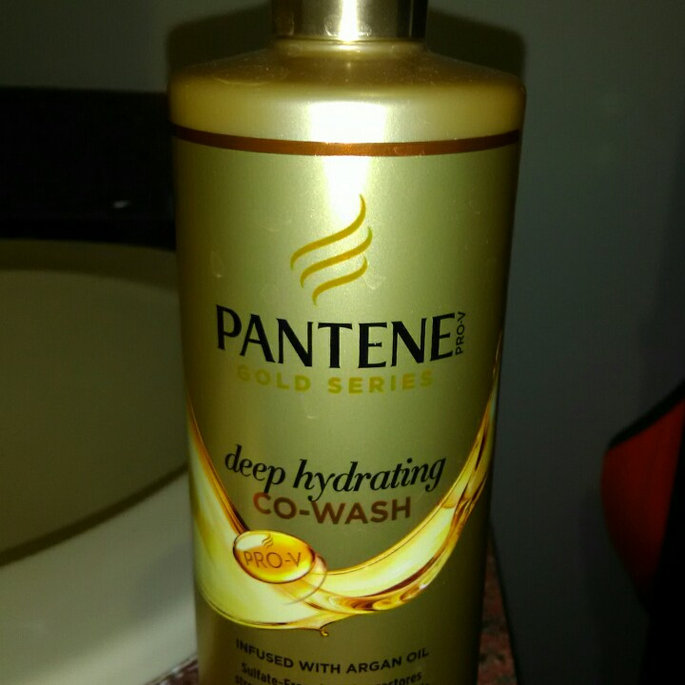 PANTENE PRO-V
GOLD SERIES
deep hydrating
CO-WASH
PRO-V
INFUSED WITH ARGAN OIL